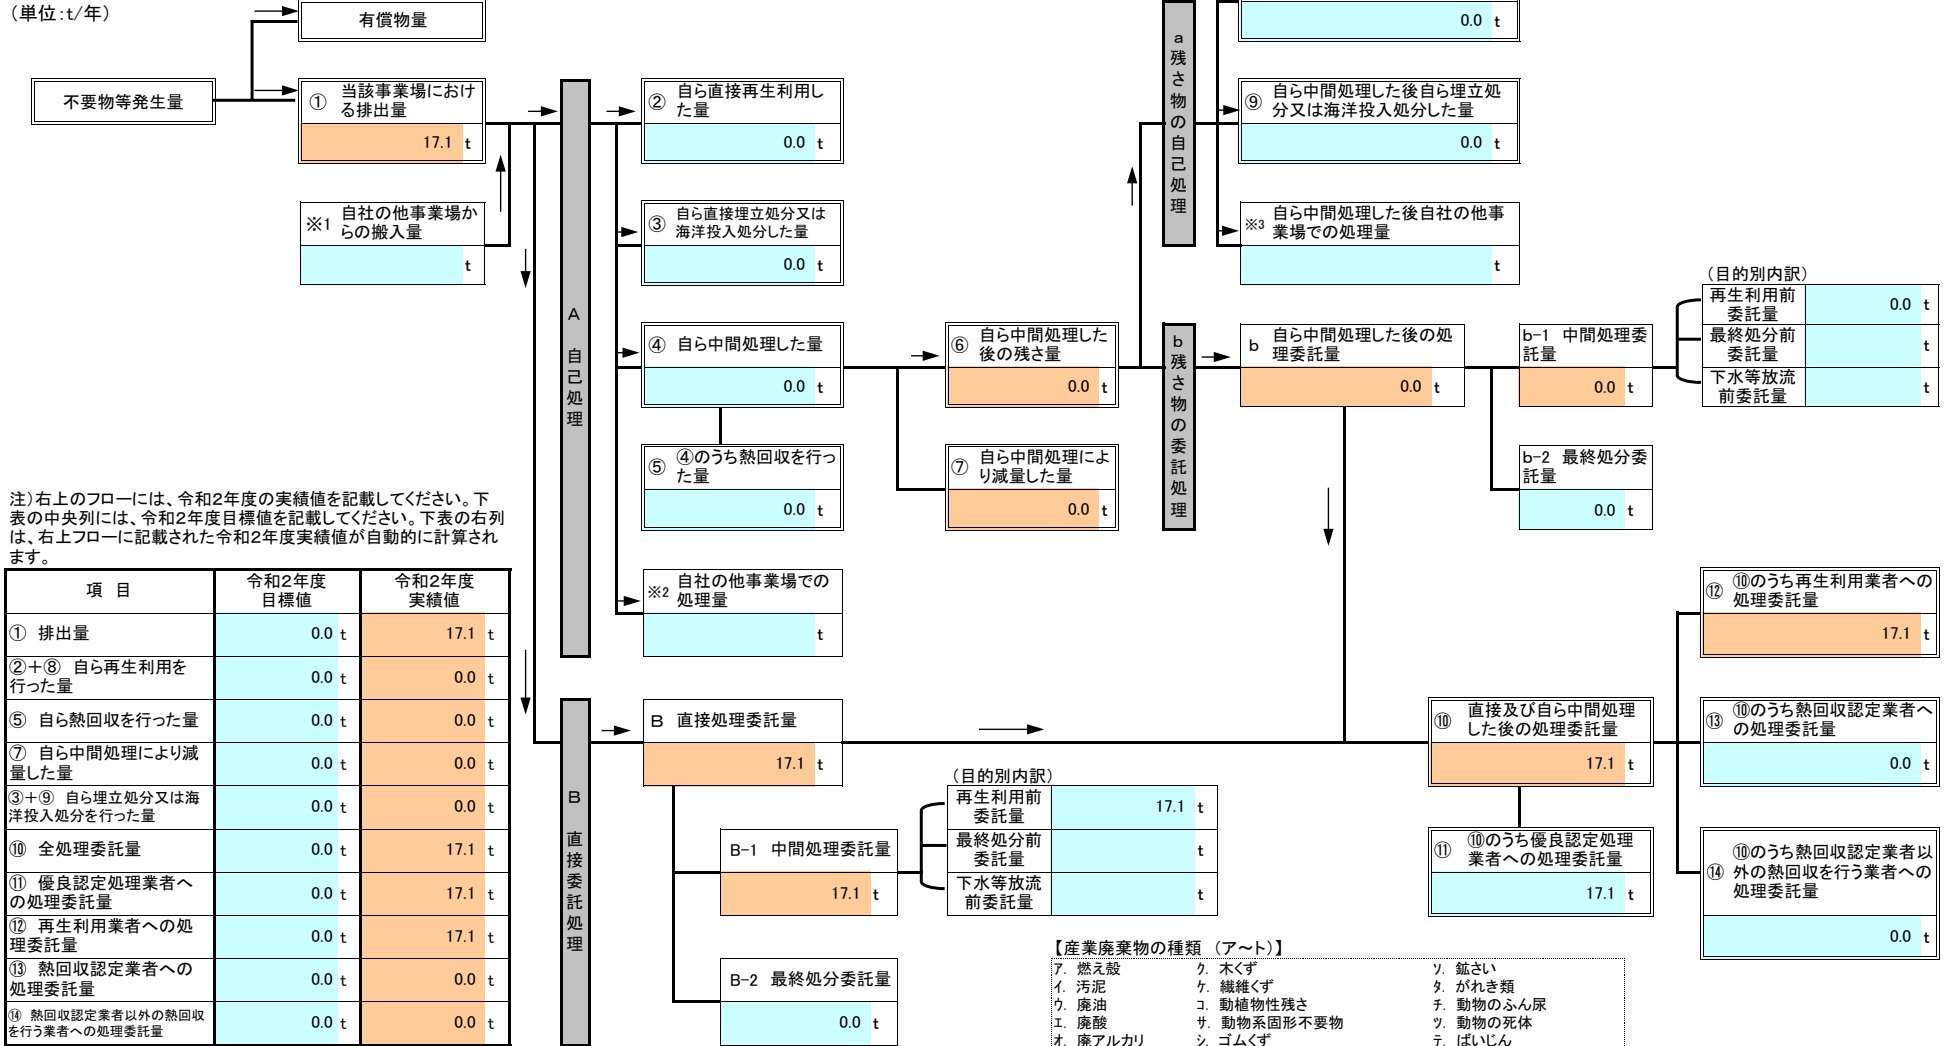 （単位：t/年）
有償物量
不要物等発生量
① 当該事業場におけ
る排出量
17.1 t
※1 自社の他事業場か
らの搬入量
t
A 自己処理
② 自ら直接再生利用し
た量
0.0 t
③ 自ら直接埋立処分又は
海洋投入処分した量
0.0 t
④ 自ら中間処理した量
0.0 t
⑤ ④のうち熱回収を行っ
た量
0.0 t
※2 自社の他事業場での
処理量
t
⑥ 自ら中間処理した
後の残さ量
0.0 t
⑦ 自ら中間処理によ
り減量した量
0.0 t
a 残さ物の自己処理
0.0 t
⑨ 自ら中間処理した後自ら埋立処
分又は海洋投入処分した量
0.0 t
※3 自ら中間処理した後自社の他事
業場での処理量
t
b 残さ物の委託処理
b 自ら中間処理した後の処
理委託量
0.0 t
b-1 中間処理委
託量
0.0 t
b-2 最終処分委
託量
0.0 t
（目的別内訳）
再生利用前
委託量
0.0 t
最終処分前
委託量
t
下水等放流
前委託量
t
注）右上のフローには、令和２年度の実績値を記載してください。下
表の中央列には、令和２年度目標値を記載してください。下表の右列
は、右上フローに記載された令和２年度実績値が自動的に計算され
ます。
項 目 令和２年度 目標値 令和２年度 実績値
① 排出量 0.0 t 17.1 t
②＋⑧ 自ら再生利用を
行った量 0.0 t 0.0 t
⑤ 自ら熱回収を行った量 0.0 t 0.0 t
⑦ 自ら中間処理により減
量した量 0.0 t 0.0 t
③＋⑨ 自ら埋立処分又は海
洋投入処分を行った量 0.0 t 0.0 t
⑩ 全処理委託量 0.0 t 17.1 t
⑪ 優良認定処理業者へ
の処理委託量 0.0 t 17.1 t
⑫ 再生利用業者への処
理委託量 0.0 t 17.1 t
⑬ 熱回収認定業者への
処理委託量 0.0 t 0.0 t
⑭ 熱回収認定業者以外の熱回収
を行う業者への処理委託量 0.0 t 0.0 t
B 直接委託処理
B 直接処理委託量
17.1 t
B-1 中間処理委託量
17.1 t
B-2 最終処分委託量
0.0 t
（目的別内訳）
再生利用前
委託量
17.1 t
最終処分前
委託量
t
下水等放流
前委託量
t
⑩ 直接及び自ら中間処理
した後の処理委託量
17.1 t
⑪ ⑩のうち優良認定処理
業者への処理委託量
17.1 t
⑫ ⑩のうち再生利用業者への
処理委託量
17.1 t
⑬ ⑩のうち熱回収認定業者へ
の処理委託量
0.0 t
⑭ ⑩のうち熱回収認定業者以
外の熱回収を行う業者への
処理委託量
0.0 t
【産業廃棄物の種類 （ア〜ト）】
ア. 燃え殻 ク. 木くず ソ. 鉱さい
イ. 汚泥 ケ. 繊維くず タ. がれき類
ウ. 廃油 コ. 動植物性残さ チ. 動物のふん尿
エ. 廃酸 サ. 動物系固形不要物 ツ. 動物の死体
オ. 廃アルカリ シ. ゴムくず テ. ばいじん